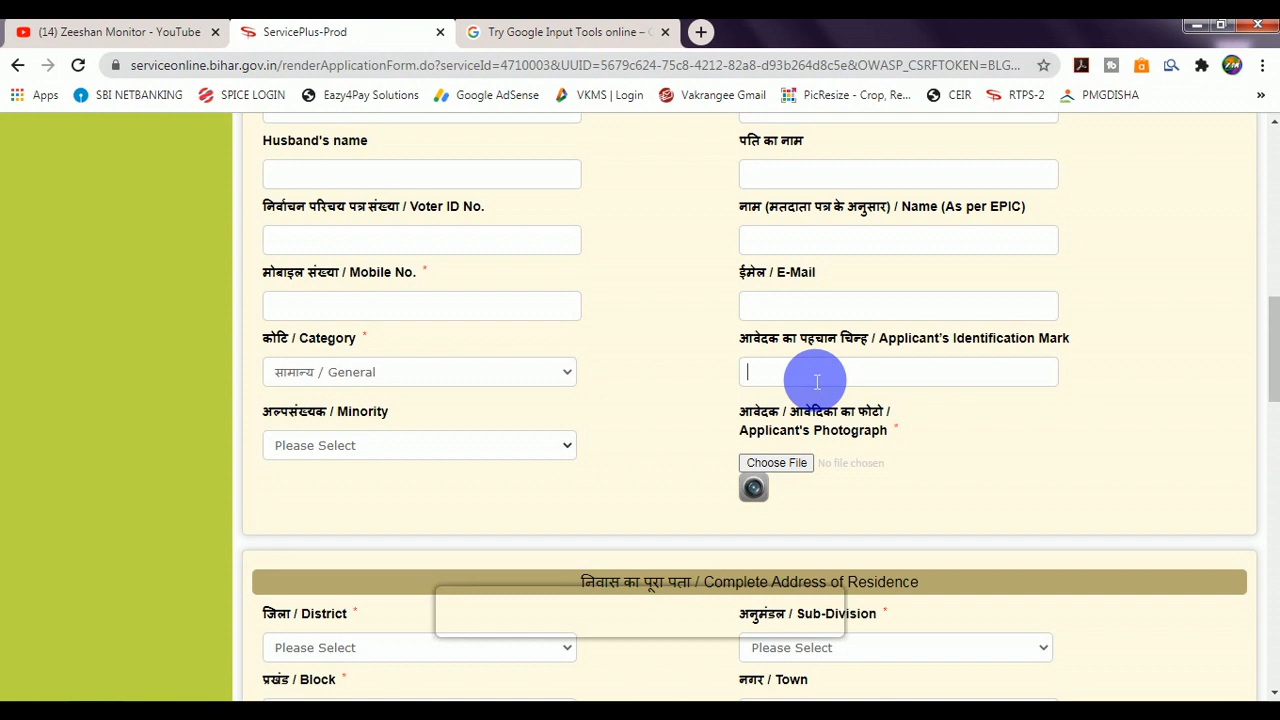 (14) Zeeshan Monitor - YouTube
ServicePlus-Prod
serviceonline.bihar.gov.in/renderApplicationForm.do?serviceId=4710003&UUID=5679c624-75c8-4212-82a8-d93b264d8c5e&OWASP_CSRFTOKEN=BLG...
Apps SBI NETBANKING SPICE LOGIN Eazy4Pay Solutions Google AdSense VKMS | Login Vakrangee Gmail PicResize - Crop, Re... CEIR RTPS-2 PMGDISHA »
Husband's name पति का नाम
निर्वाचन परिचय पत्र संख्या / Voter ID No. नाम (मतदाता पत्र के अनुसार) / Name (As per EPIC)
मोबाइल संख्या / Mobile No. * ईमेल / E-Mail
कोटि / Category * आवेदक का पहचान चिन्ह / Applicant's Identification Mark
सामान्य / General
अल्पसंख्यक / Minority आवेदक / आवेदिका का फोटो /
Applicant's Photograph *
Please Select
Choose File No file chosen
निवास का पूरा पता / Complete Address of Residence
जिला / District * अनुमंडल / Sub-Division *
Please Select Please Select
प्रखंड / Block * नगर / Town